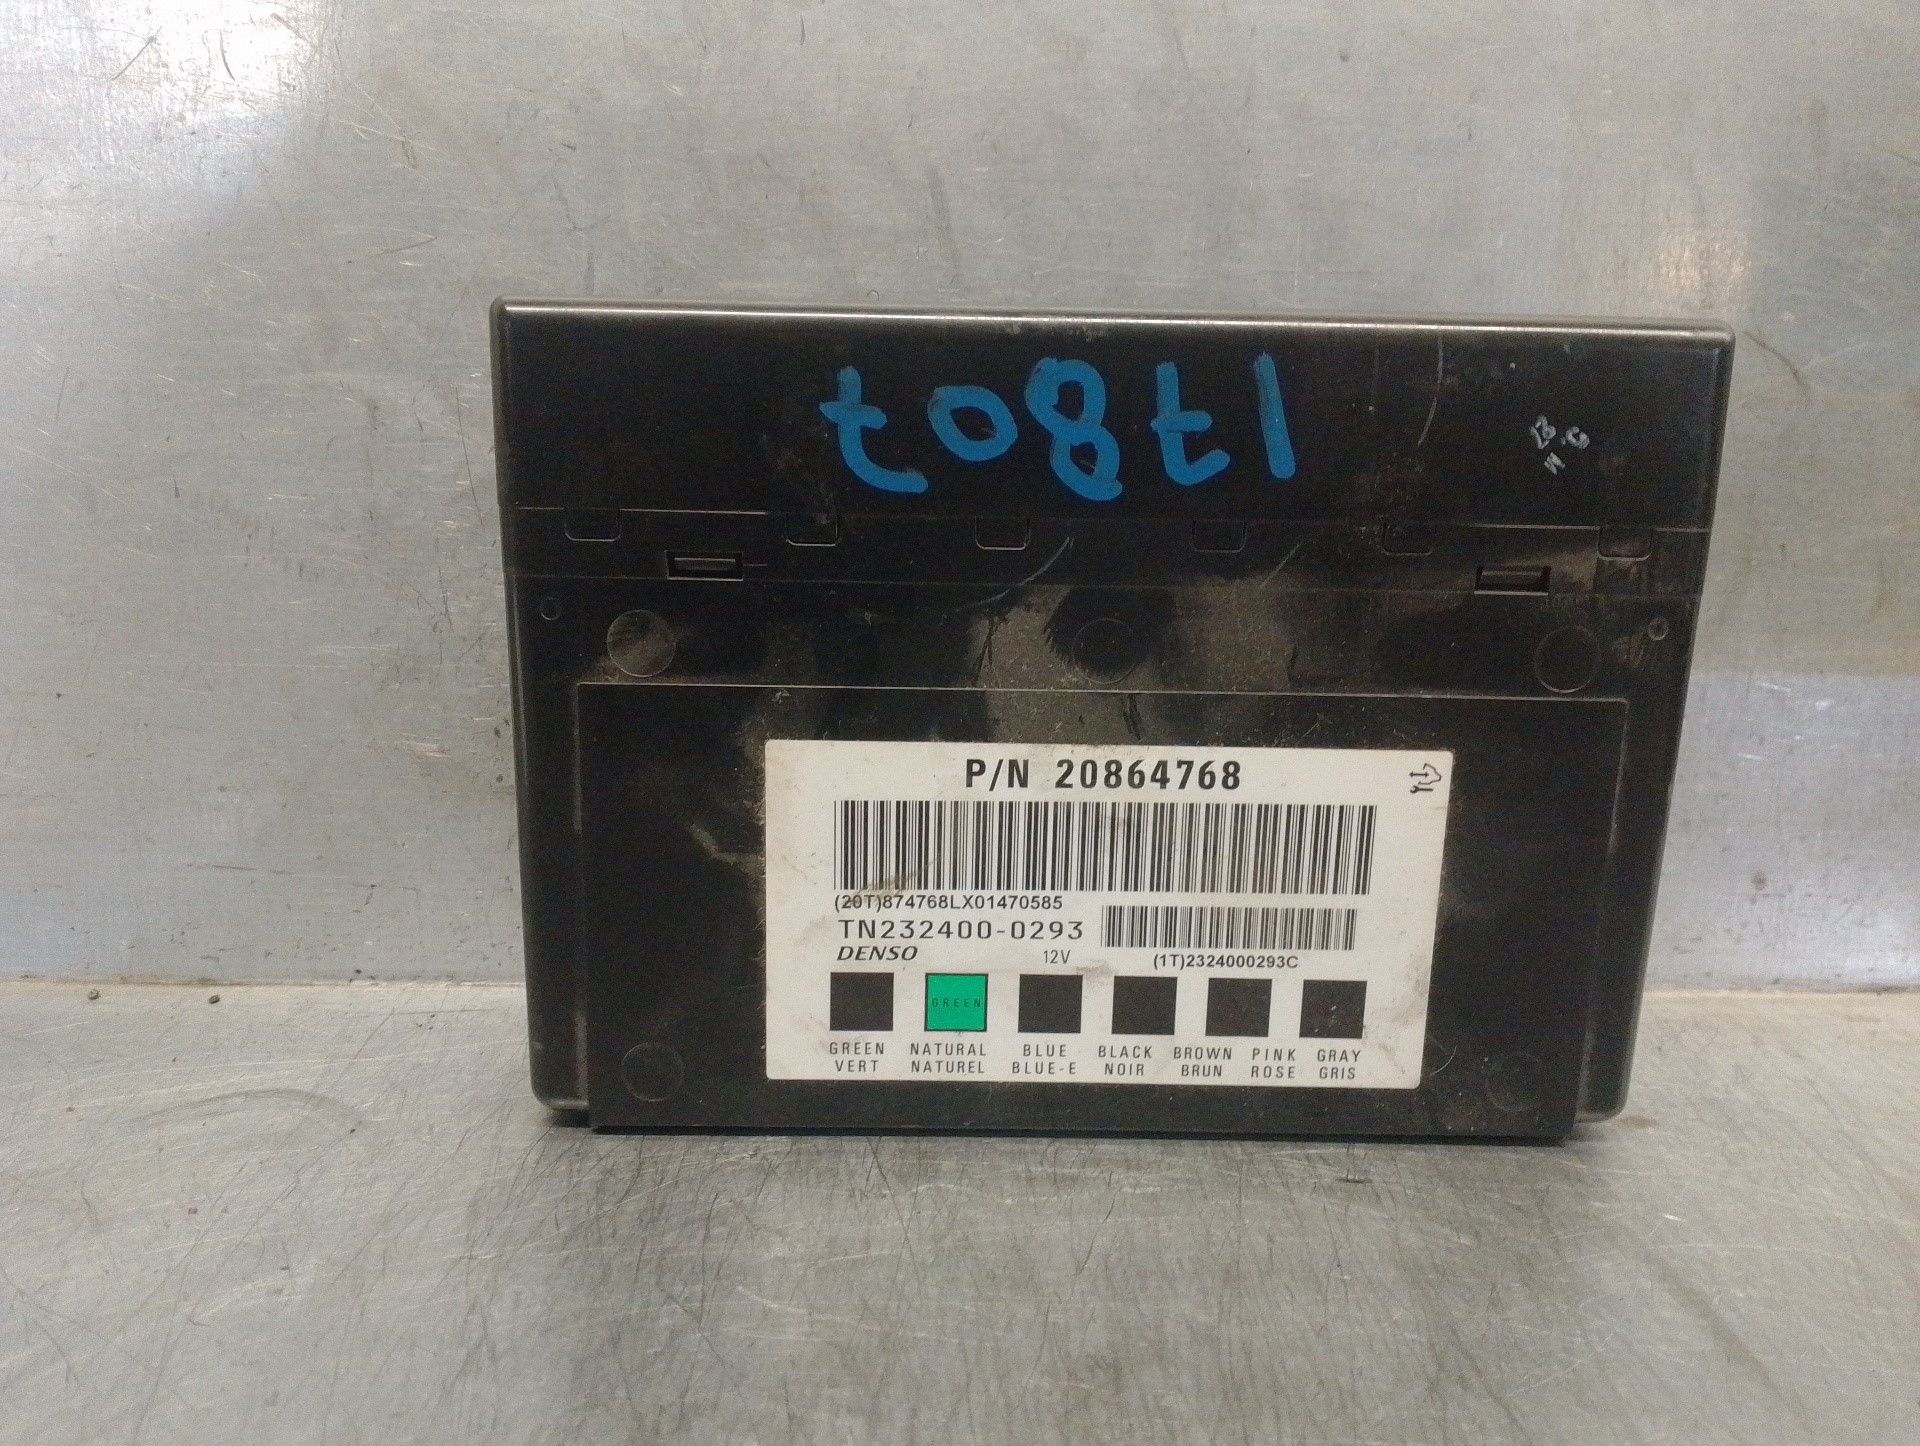 17807
P/N 20864768
(20T)874768LX01470585
TN232400-0293
DENSO 12V (1T)2324000293C
GREEN
GREEN NATURAL BLUE BLACK BROWN PINK GRAY
VERT NATUREL BLUE-E NOIR BRUN ROSE GRIS